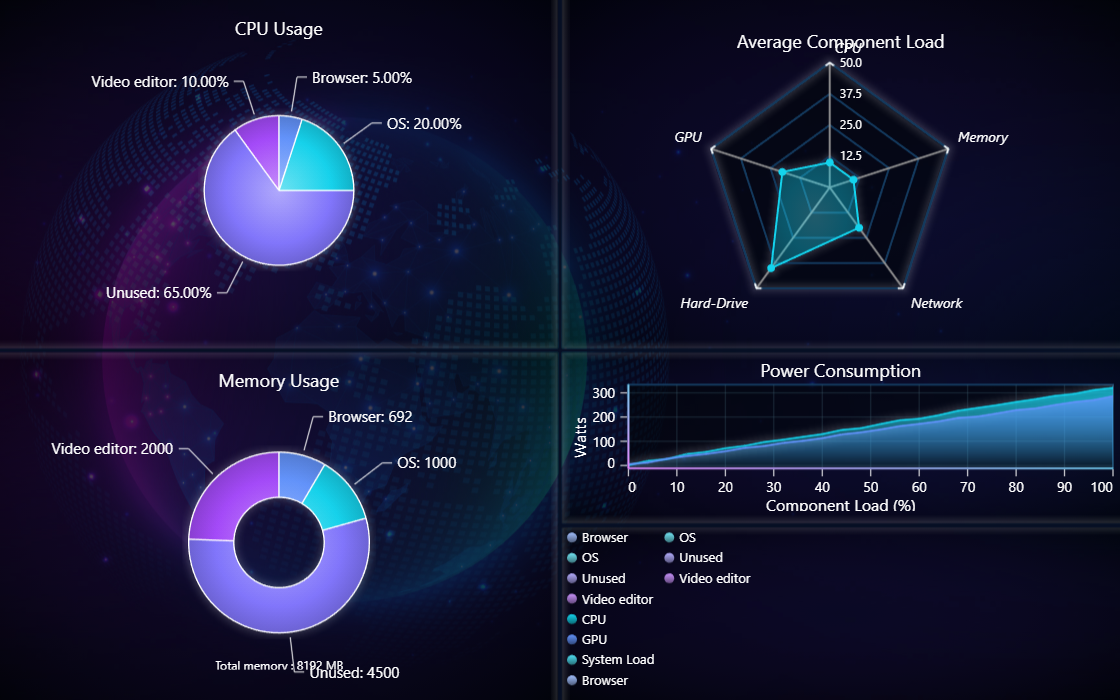 CPU Usage
Video editor: 10.00%
Browser: 5.00%
OS: 20.00%
Unused: 65.00%
Average Component Load
CPU
50.0
37.5
25.0
12.5
GPU
Memory
Hard-Drive
Network
Memory Usage
Browser: 692
Video editor: 2000
OS: 1000
Total memory : 8192 MB
Unused: 4500
Power Consumption
Watts
300
200
100
0
0 10 20 30 40 50 60 70 80 90 100
Component Load (%)
Browser
OS
Unused
Video editor
CPU
GPU
System Load
Browser
OS
Unused
Video editor